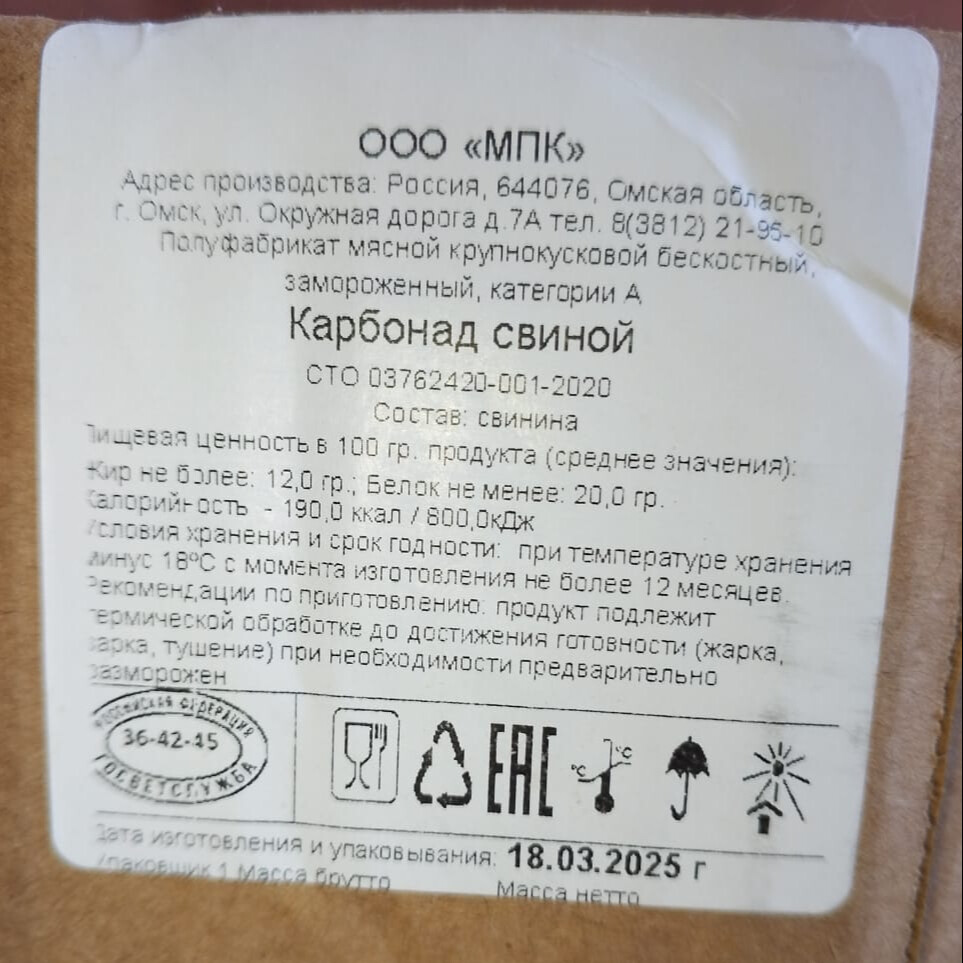 ООО «МПК»
Адрес производства: Россия, 644076, Омская область,
г. Омск, ул. Окружная дорога д.7А тел. 8(3812) 21-95-10
Полуфабрикат мясной крупнокусковой бескостный,
замороженный, категории А
Карбонад свиной
СТО 03762420-001-2020
Состав: свинина
Пищевая ценность в 100 гр. продукта (среднее значения):
Жир не более: 12,0 гр.; Белок не менее: 20,0 гр.
Калорийность - 190,0 ккал / 800,0кДж
Условия хранения и срок годности: при температуре хранения
минус 18°С с момента изготовления не более 12 месяцев.
Рекомендации по приготовлению: продукт подлежит
термической обработке до достижения готовности (жарка,
варка, тушение) при необходимости предварительно
разморожен
РОССИЙСКАЯ ФЕДЕРАЦИЯ
36-42-45
ГОСВЕТСЛУЖБА
EAC
°C
°C
Дата изготовления и упаковывания: 18.03.2025 г
Упаковщик 1 Масса брутто Масса нетто